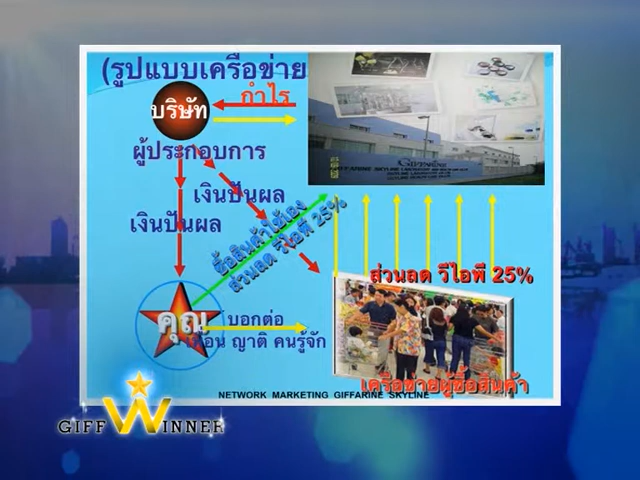 (รูปแบบเครือข่าย
บริษัท
กำไร
ผู้ประกอบการ
เงินปันผล
เงินปันผล
ซื้อสินค้าใช้เอง
ส่วนลด วีไอพี 25%
GIFFARINE
GIFFARINE SKYLINE
ส่วนลด วีไอพี 25%
คุณ
บอกต่อ
เพื่อน ญาติ คนรู้จัก
เครือข่ายผู้ซื้อสินค้า
NETWORK MARKETING GIFFARINE SKYLINE
GIFF WINNER